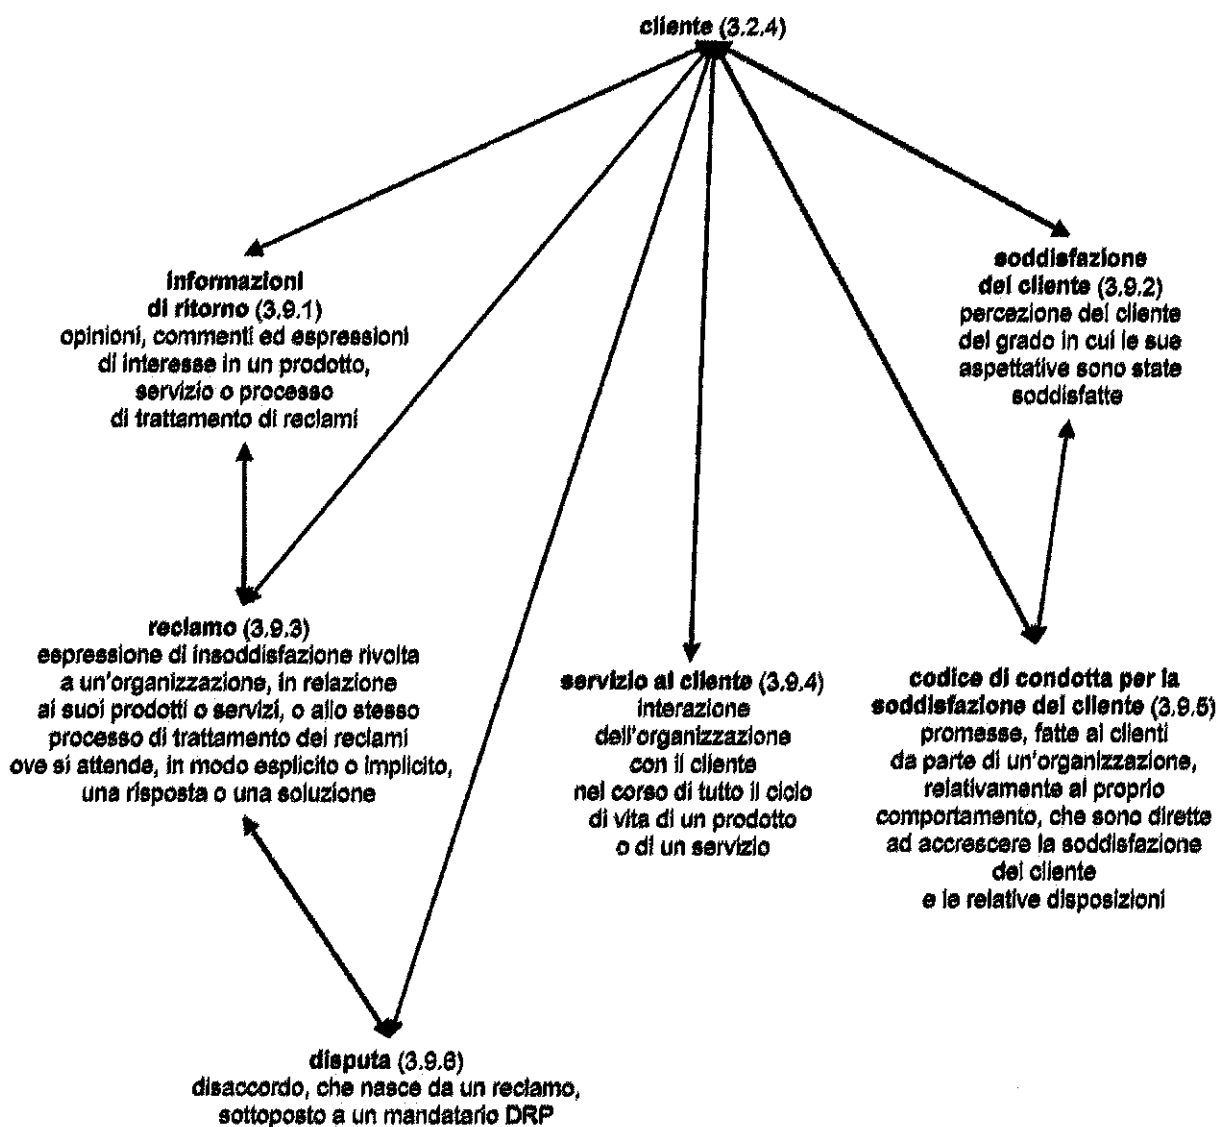 cliente (3.2.4)
informazioni
di ritorno (3.9.1)
opinioni, commenti ed espressioni
di interesse in un prodotto,
servizio o processo
di trattamento di reclami
soddisfazione
del cliente (3.9.2)
percezione del cliente
del grado in cui le sue
aspettative sono state
soddisfatte
reclamo (3.9.3)
espressione di insoddisfazione rivolta
a un'organizzazione, in relazione
ai suoi prodotti o servizi, o allo stesso
processo di trattamento dei reclami
ove si attende, in modo esplicito o implicito,
una risposta o una soluzione
servizio al cliente (3.9.4)
interazione
dell'organizzazione
con il cliente
nel corso di tutto il ciclo
di vita di un prodotto
o di un servizio
codice di condotta per la
soddisfazione del cliente (3.9.5)
promesse, fatte ai clienti
da parte di un'organizzazione,
relativamente al proprio
comportamento, che sono dirette
ad accrescere la soddisfazione
del cliente
e le relative disposizioni
disputa (3.9.6)
disaccordo, che nasce da un reclamo,
sottoposto a un mandatario DRP